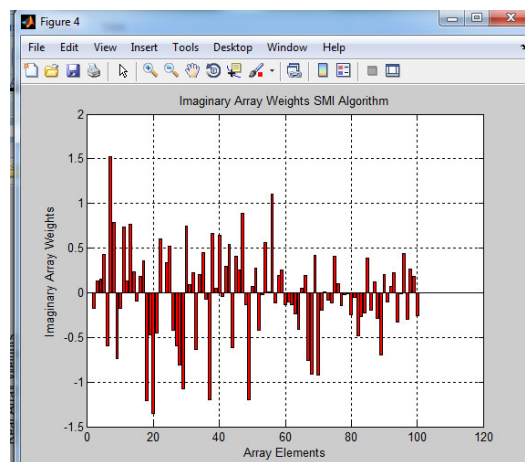 Figure 4
File Edit View Insert Tools Desktop Window Help
Imaginary Array Weights SMI Algorithm
2
1.5
1
0.5
0
-0.5
-1
-1.5
Imaginary Array Weights
0 20 40 60 80 100 120
Array Elements